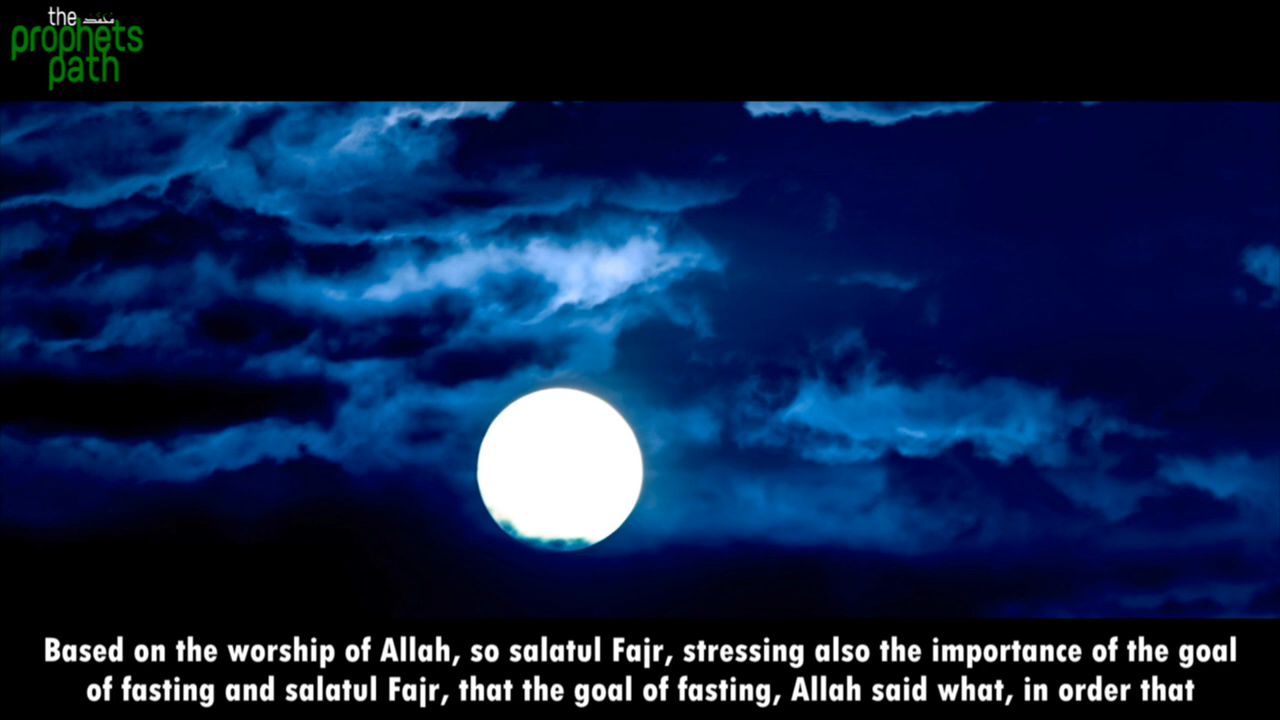 the محمد
prophets
path
Based on the worship of Allah, so salatul Fajr, stressing also the importance of the goal
of fasting and salatul Fajr, that the goal of fasting, Allah said what, in order that